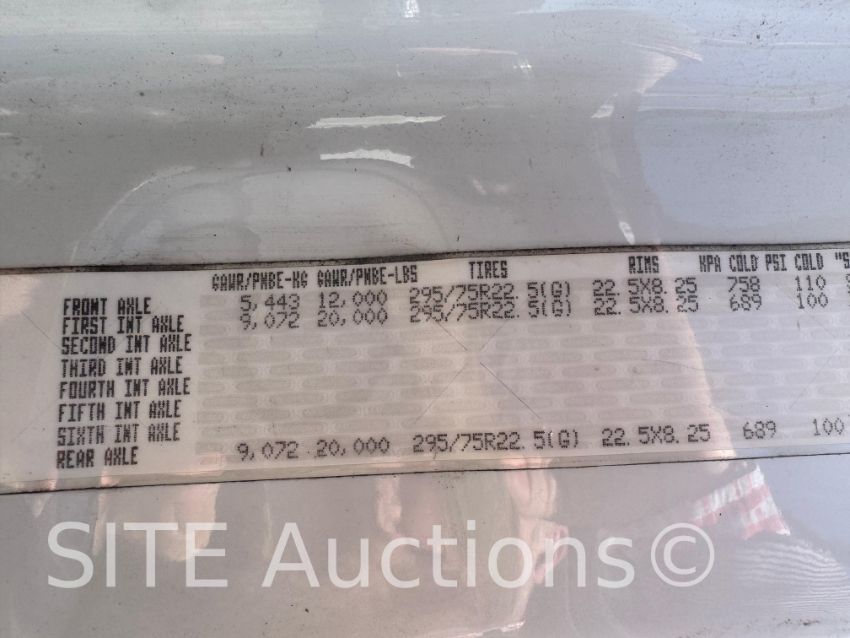 GAWR/PNBE-KG GAWR/PNBE-LBS TIRES RIMS KPA COLD PSI COLD "S
FRONT AXLE 5,443 12,000 295/75R22.5(G) 22.5X8.25 758 110
FIRST INT AXLE 9,072 20,000 295/75R22.5(G) 22.5X8.25 689 100
SECOND INT AXLE
THIRD INT AXLE
FOURTH INT AXLE
FIFTH INT AXLE
SIXTH INT AXLE
REAR AXLE 9,072 20,000 295/75R22.5(G) 22.5X8.25 689 100
SITE Auctions©